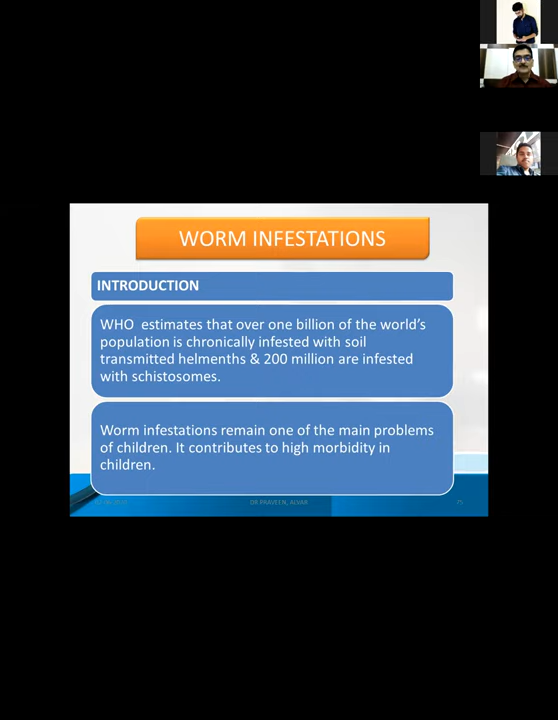 WORM INFESTATIONS
INTRODUCTION
WHO estimates that over one billion of the world's
population is chronically infested with soil
transmitted helmenths & 200 million are infested
with schistosomes.
Worm infestations remain one of the main problems
of children. It contributes to high morbidity in
children.
DR PRAVEEN, ALVAR